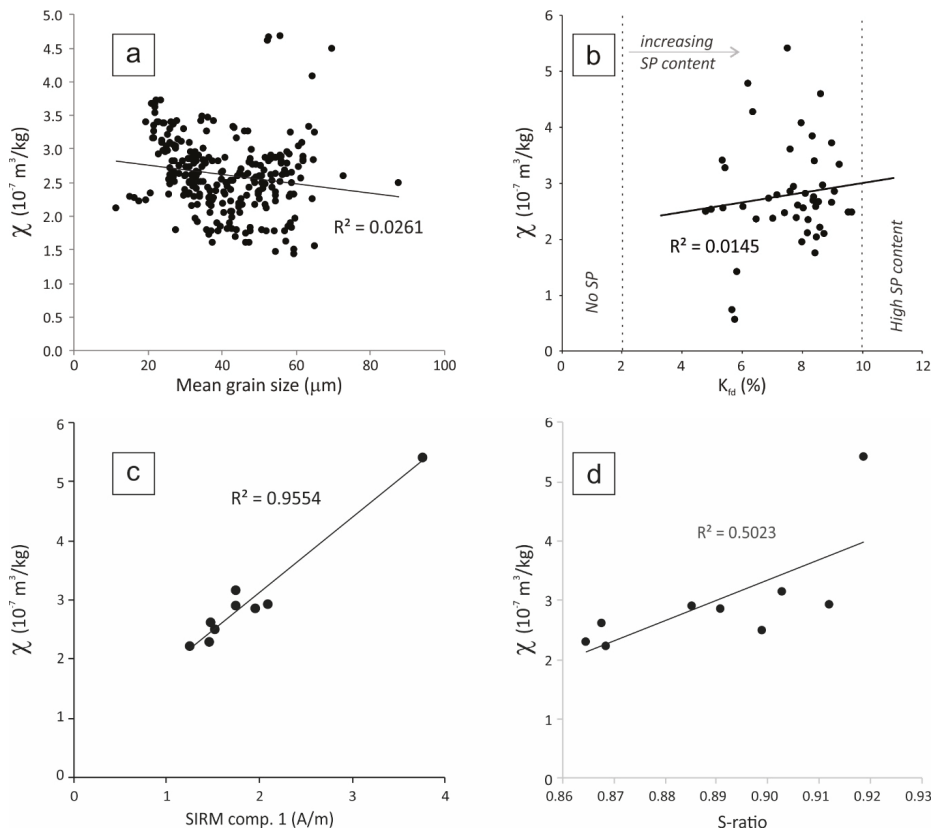 a
5.0
4.5
4.0
3.5
3.0
2.5
2.0
1.5
1.0
0.5
0.0
χ (10⁻⁷ m³/kg)
R² = 0.0261
0 20 40 60 80 100
Mean grain size (μm)
b
6
5
4
3
2
1
0
χ (10⁻⁷ m³/kg)
increasing
SP content
R² = 0.0145
No SP
High SP content
0 2 4 6 8 10 12
K_fd (%)
c
6
5
4
3
2
1
0
χ (10⁻⁷ m³/kg)
R² = 0.9554
0 1 2 3 4
SIRM comp. 1 (A/m)
d
6
5
4
3
2
1
0
χ (10⁻⁷ m³/kg)
R² = 0.5023
0.86 0.87 0.88 0.89 0.90 0.91 0.92 0.93
S-ratio